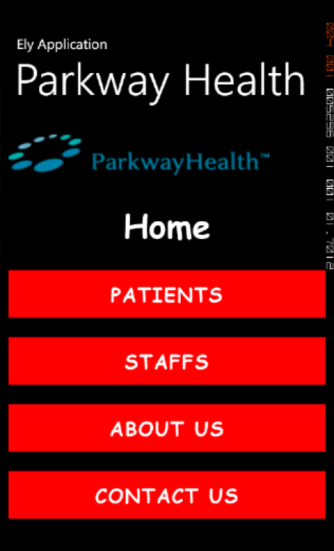 Ely Application
Parkway Health
ParkwayHealth™
Home
PATIENTS
STAFFS
ABOUT US
CONTACT US